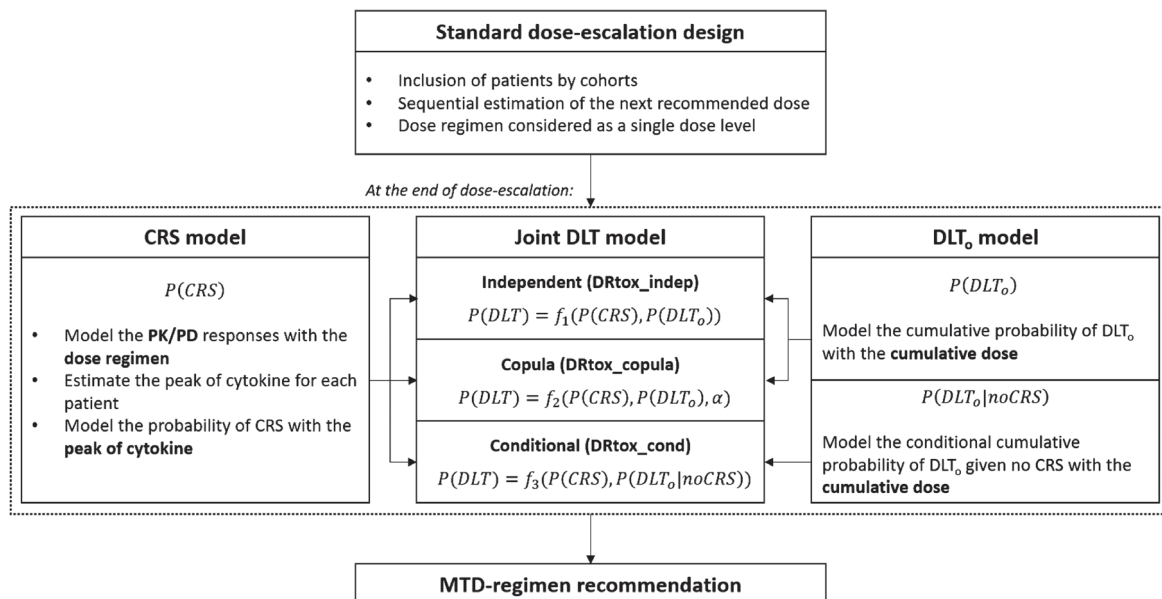 Standard dose-escalation design
• Inclusion of patients by cohorts
• Sequential estimation of the next recommended dose
• Dose regimen considered as a single dose level
At the end of dose-escalation:
CRS model
P(CRS)
• Model the PK/PD responses with the
dose regimen
• Estimate the peak of cytokine for each
patient
• Model the probability of CRS with the
peak of cytokine
Joint DLT model
Independent (DRtox_indep)
P(DLT) = f₁(P(CRS), P(DLTₒ))
Copula (DRtox_copula)
P(DLT) = f₂(P(CRS), P(DLTₒ), α)
Conditional (DRtox_cond)
P(DLT) = f₃(P(CRS), P(DLTₒ|noCRS))
DLTₒ model
P(DLTₒ)
Model the cumulative probability of DLTₒ
with the cumulative dose
P(DLTₒ|noCRS)
Model the conditional cumulative
probability of DLTₒ given no CRS with the
cumulative dose
MTD-regimen recommendation